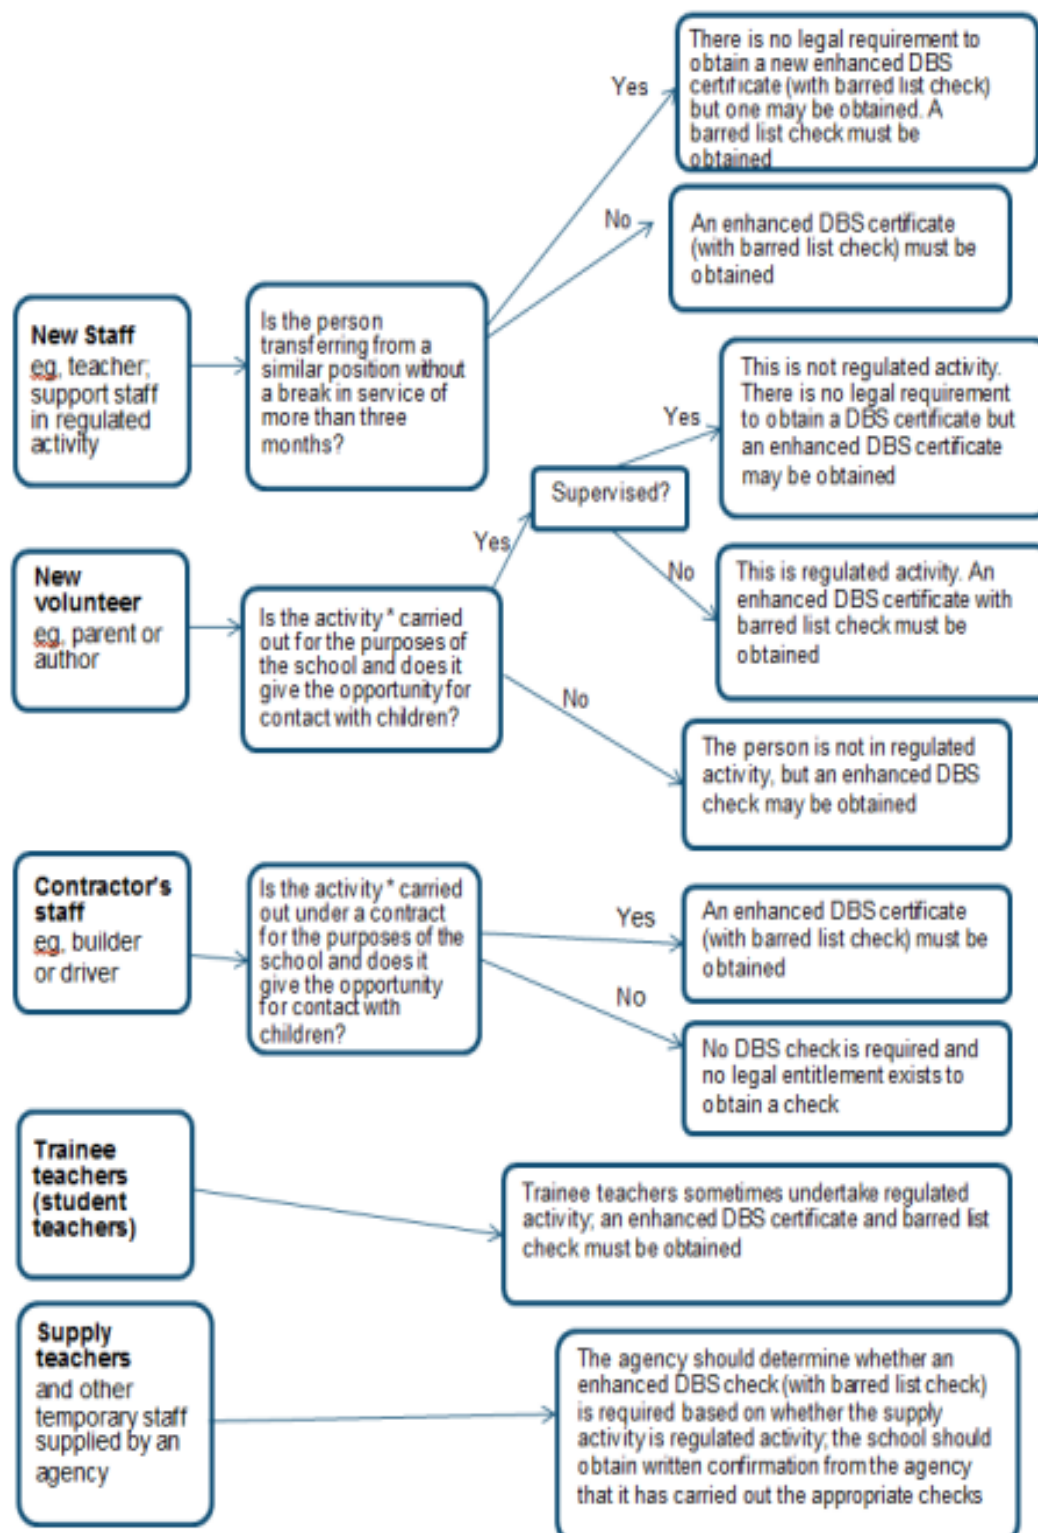 There is no legal requirement to
obtain a new enhanced DBS
certificate (with barred list check)
but one may be obtained. A
barred list check must be
obtained
Yes
No
An enhanced DBS certificate
(with barred list check) must be
obtained
New Staff
eg, teacher;
support staff
in regulated
activity
Is the person
transferring from a
similar position without
a break in service of
more than three
months?
This is not regulated activity.
There is no legal requirement
to obtain a DBS certificate but
an enhanced DBS certificate
may be obtained
Yes
Supervised?
Yes
No
This is regulated activity. An
enhanced DBS certificate with
barred list check must be
obtained
New
volunteer
eg, parent or
author
Is the activity * carried
out for the purposes of
the school and does it
give the opportunity for
contact with children?
No
The person is not in regulated
activity, but an enhanced DBS
check may be obtained
Contractor's
staff
eg, builder
or driver
Is the activity * carried
out under a contract
for the purposes of the
school and does it
give the opportunity
for contact with
children?
Yes
An enhanced DBS certificate
(with barred list check) must be
obtained
No
No DBS check is required and
no legal entitlement exists to
obtain a check
Trainee
teachers
(student
teachers)
Trainee teachers sometimes undertake regulated
activity; an enhanced DBS certificate and barred list
check must be obtained
Supply
teachers
and other
temporary staff
supplied by an
agency
The agency should determine whether an
enhanced DBS check (with barred list check)
is required based on whether the supply
activity is regulated activity; the school should
obtain written confirmation from the agency
that it has carried out the appropriate checks